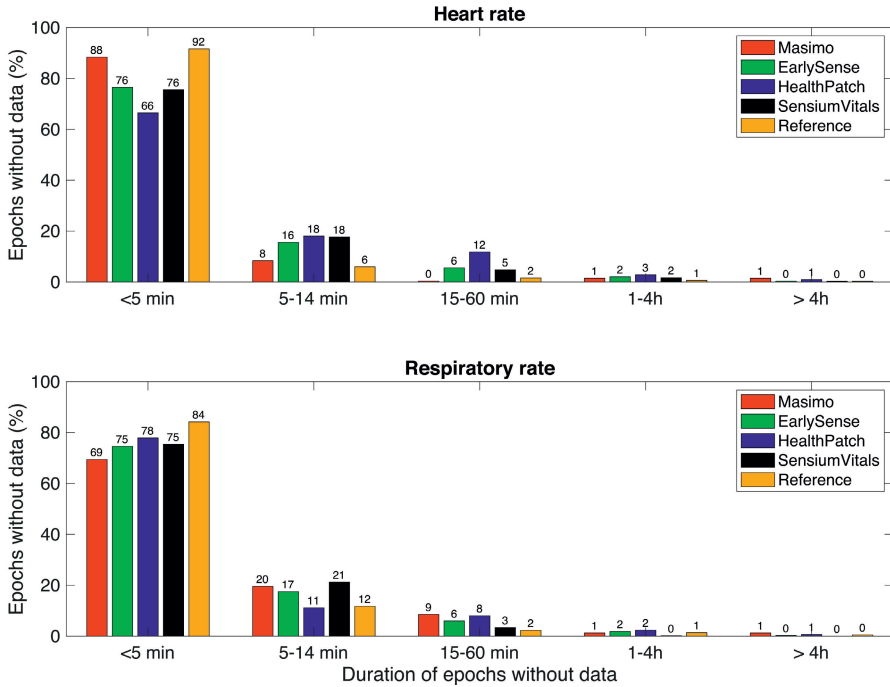 Heart rate
Epochs without data (%)
100
80
60
40
20
0
88
76
66
76
92
8
16
18
18
6
0
6
12
5
2
1
2
3
2
1
1
0
1
0
0
Masimo
EarlySense
HealthPatch
SensiumVitals
Reference
<5 min
5-14 min
15-60 min
1-4h
> 4h
Respiratory rate
Epochs without data (%)
100
80
60
40
20
0
69
75
78
75
84
20
17
11
21
12
9
6
8
3
2
1
2
2
0
1
1
0
1
0
0
Masimo
EarlySense
HealthPatch
SensiumVitals
Reference
<5 min
5-14 min
15-60 min
1-4h
> 4h
Duration of epochs without data